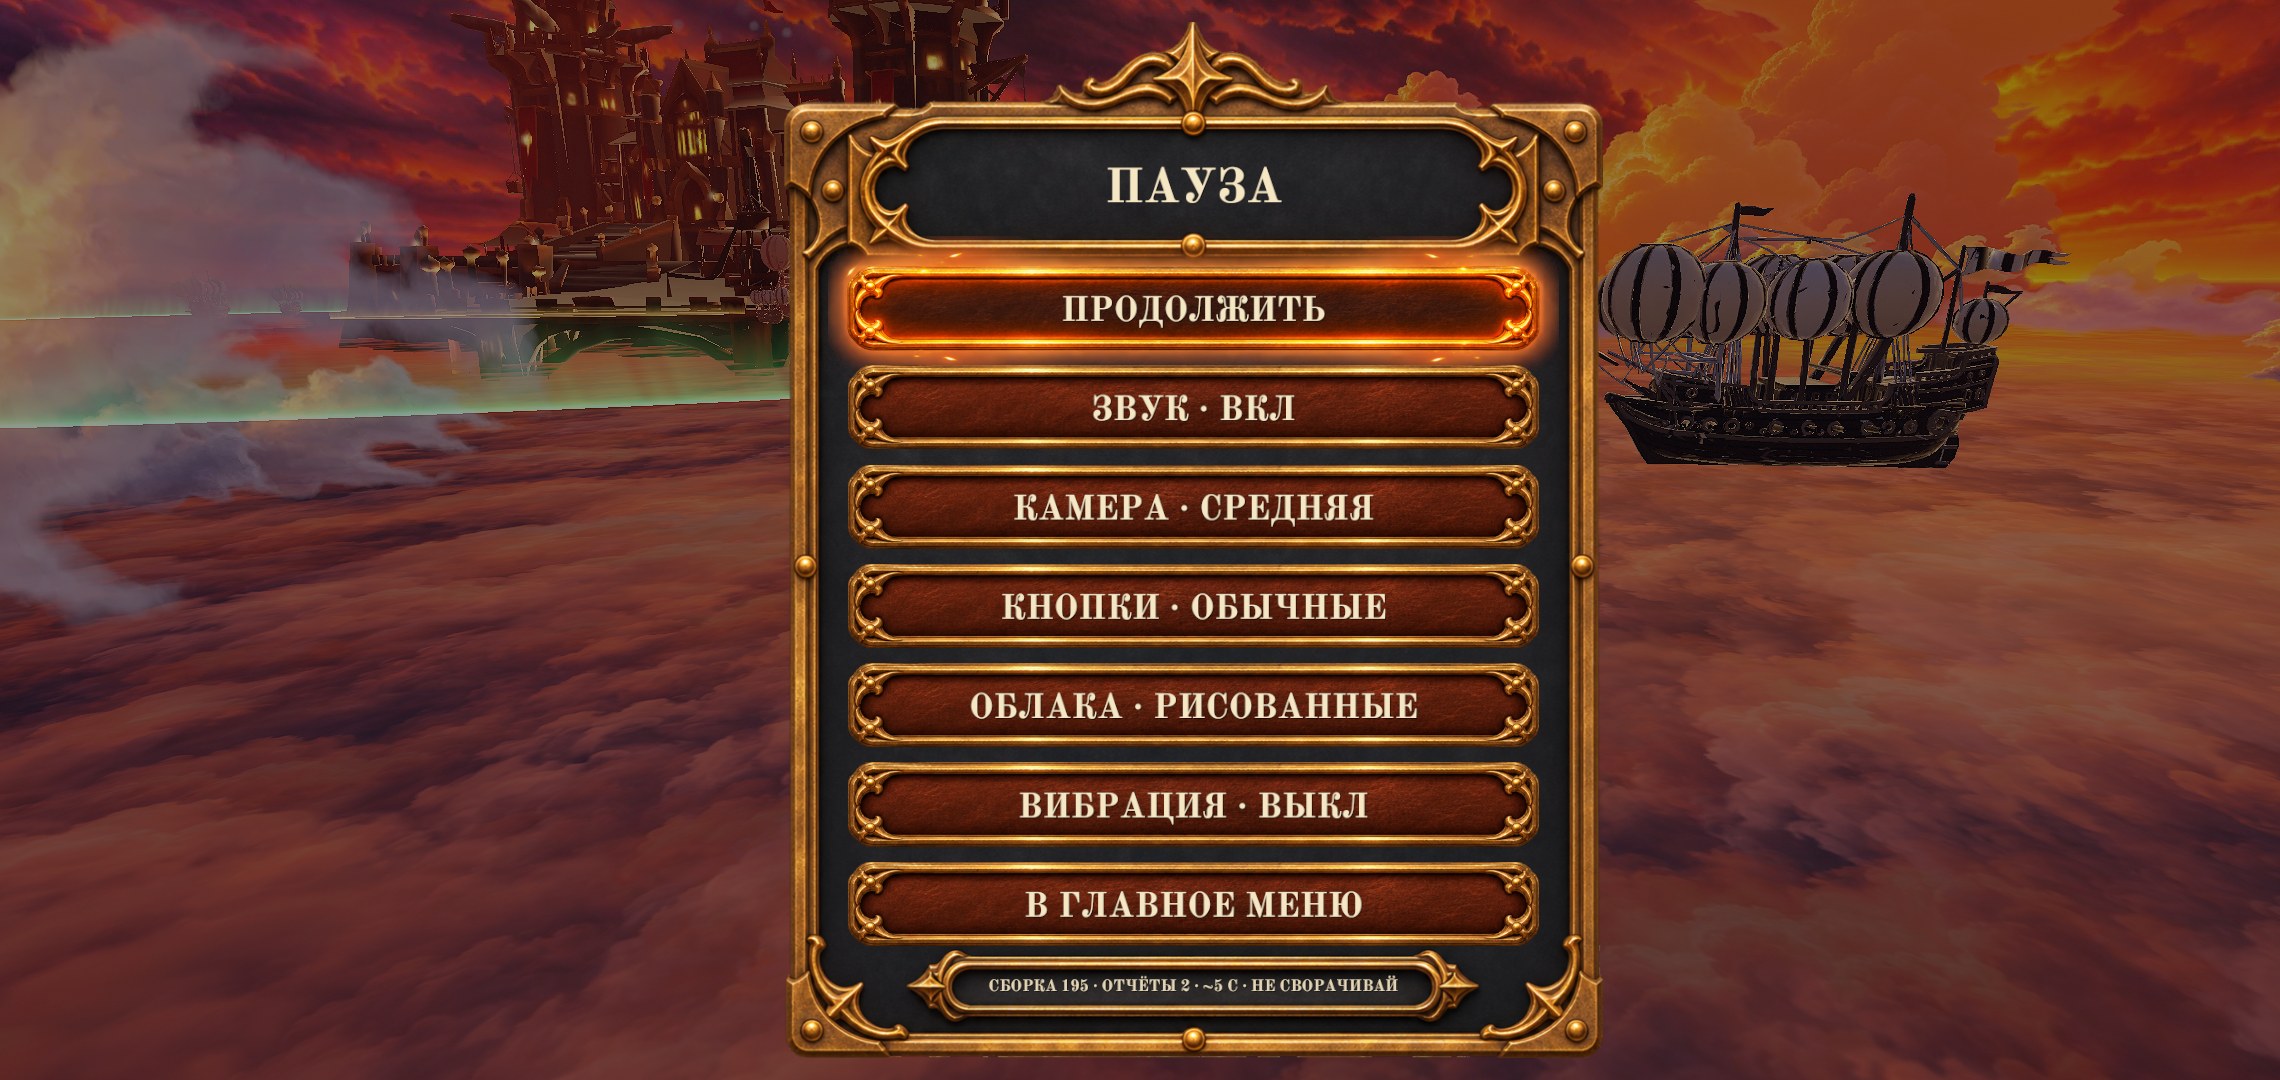 ПАУЗА
ПРОДОЛЖИТЬ
ЗВУК · ВКЛ
КАМЕРА · СРЕДНЯЯ
КНОПКИ · ОБЫЧНЫЕ
ОБЛАКА · РИСОВАННЫЕ
ВИБРАЦИЯ · ВЫКЛ
В ГЛАВНОЕ МЕНЮ
СБОРКА 195 · ОТЧЁТЫ 2 · ~5 С · НЕ СВОРАЧИВАЙ